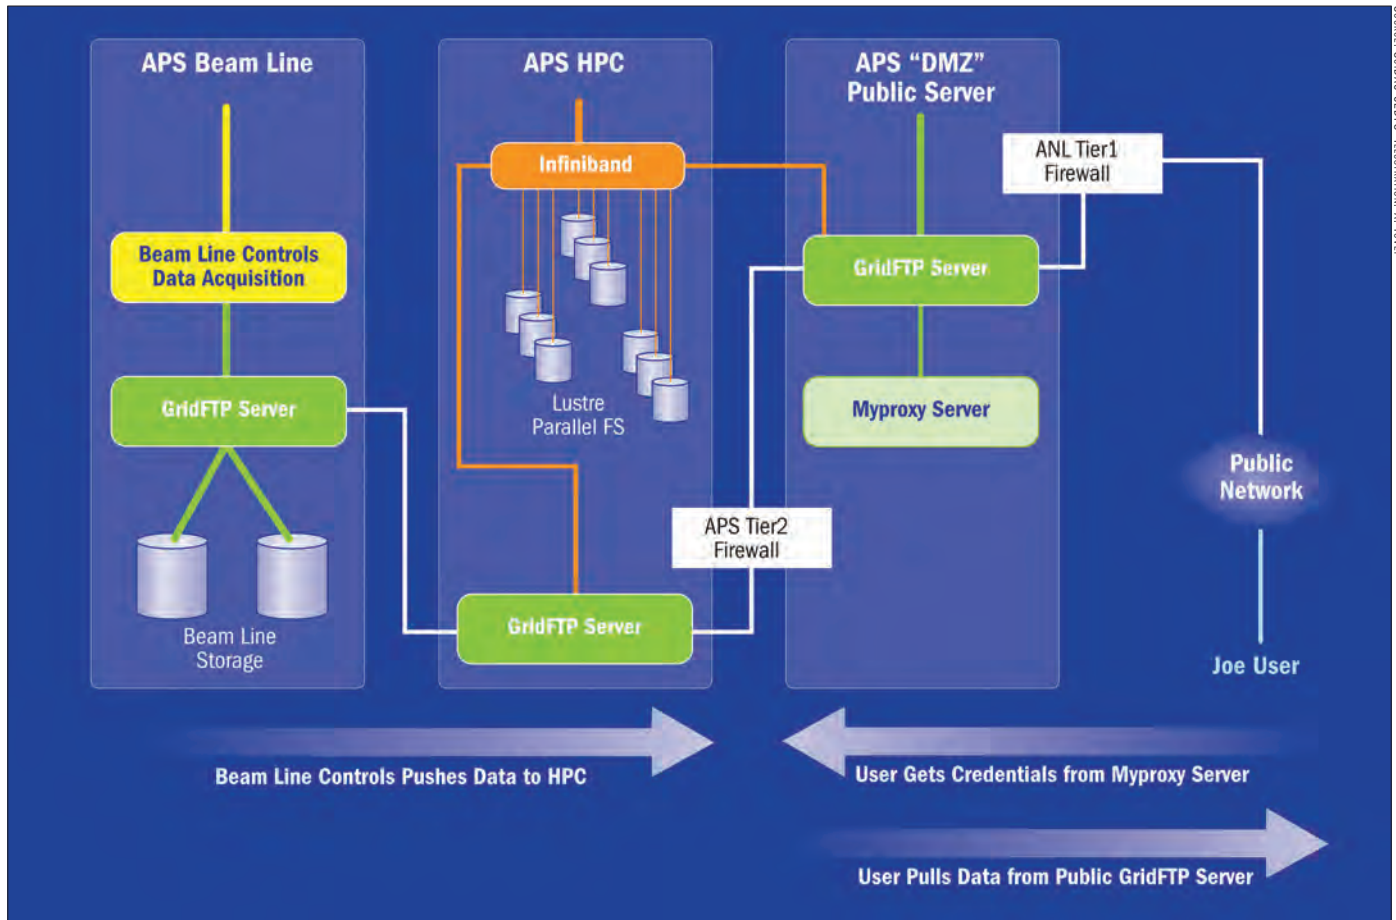 APS Beam Line
Beam Line Controls
Data Acquisition
GridFTP Server
Beam Line
Storage
APS HPC
Infiniband
Lustre
Parallel FS
GridFTP Server
APS Tier2
Firewall
APS “DMZ”
Public Server
GridFTP Server
Myproxy Server
ANL Tier1
Firewall
Public
Network
Joe User
Beam Line Controls Pushes Data to HPC
User Gets Credentials from Myproxy Server
User Pulls Data from Public GridFTP Server